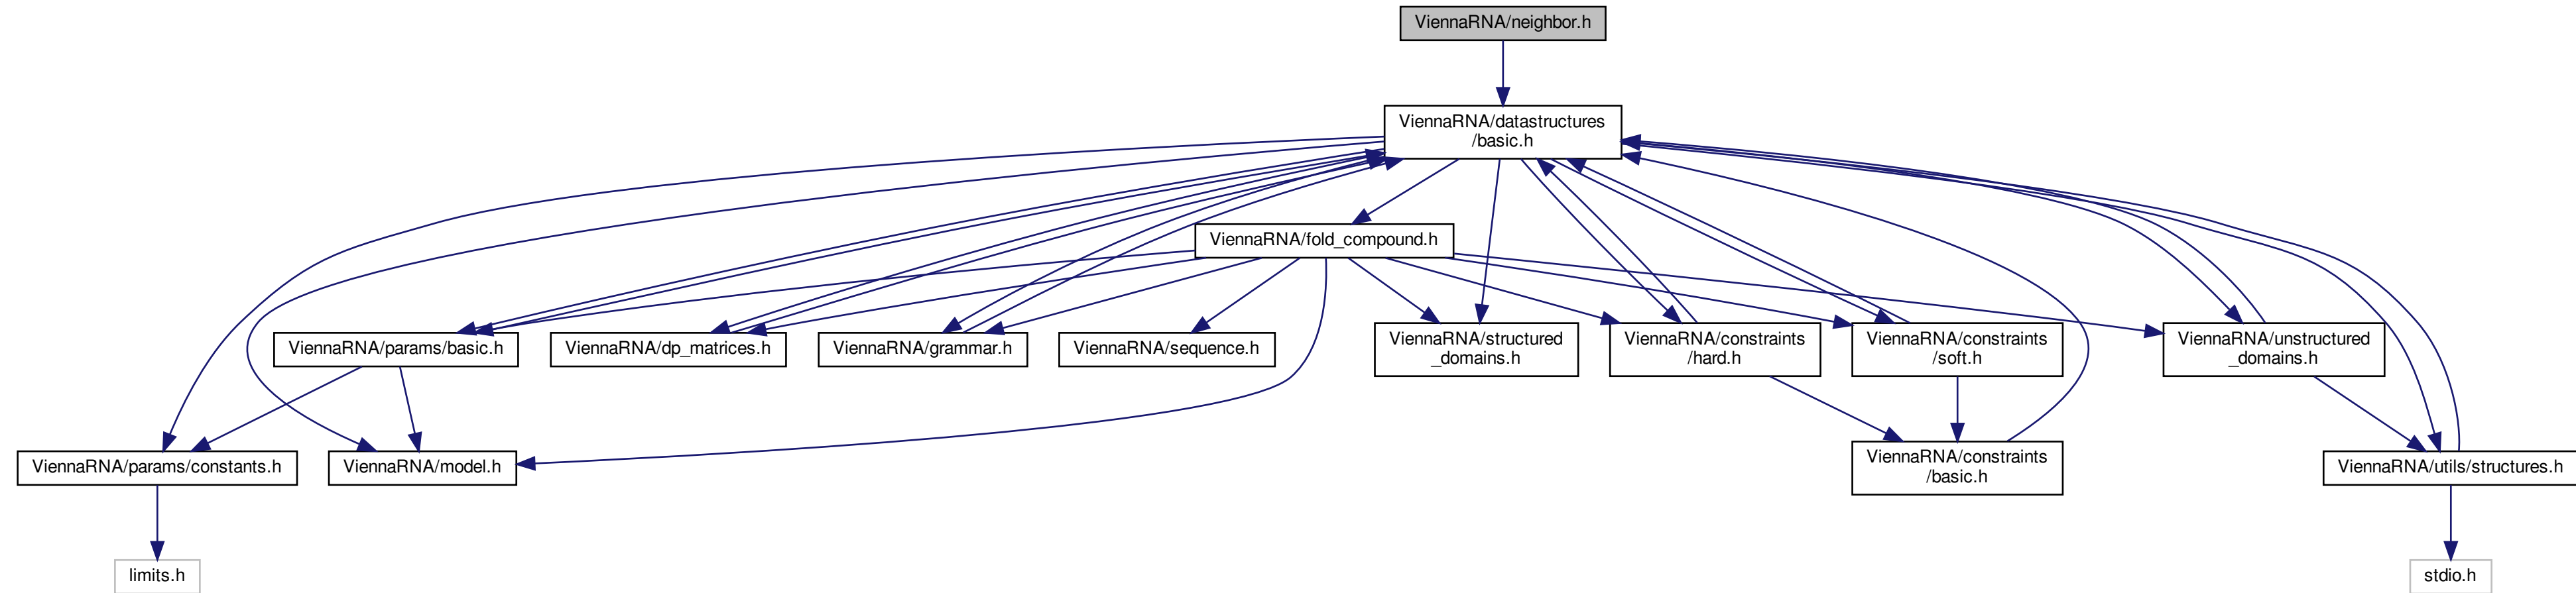 ViennaRNA/neighbor.h
ViennaRNA/datastructures
/basic.h
ViennaRNA/fold_compound.h
ViennaRNA/params/basic.h
ViennaRNA/dp_matrices.h
ViennaRNA/grammar.h
ViennaRNA/sequence.h
ViennaRNA/structured
_domains.h
ViennaRNA/constraints
/hard.h
ViennaRNA/constraints
/soft.h
ViennaRNA/unstructured
_domains.h
ViennaRNA/params/constants.h
ViennaRNA/model.h
ViennaRNA/constraints
/basic.h
ViennaRNA/utils/structures.h
limits.h
stdio.h